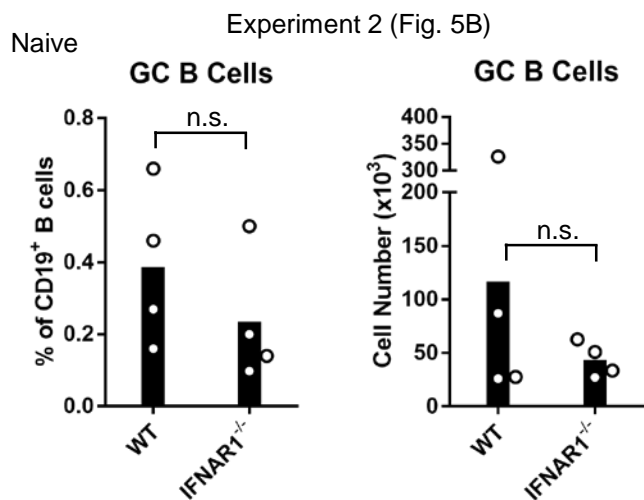 Experiment 2 (Fig. 5B)
Naive
GC B Cells
% of CD19⁺ B cells
0.8
0.6
0.4
0.2
0.0
n.s.
WT
IFNAR1⁻/⁻
GC B Cells
Cell Number (x10³)
400
350
300
200
150
100
50
0
n.s.
WT
IFNAR1⁻/⁻